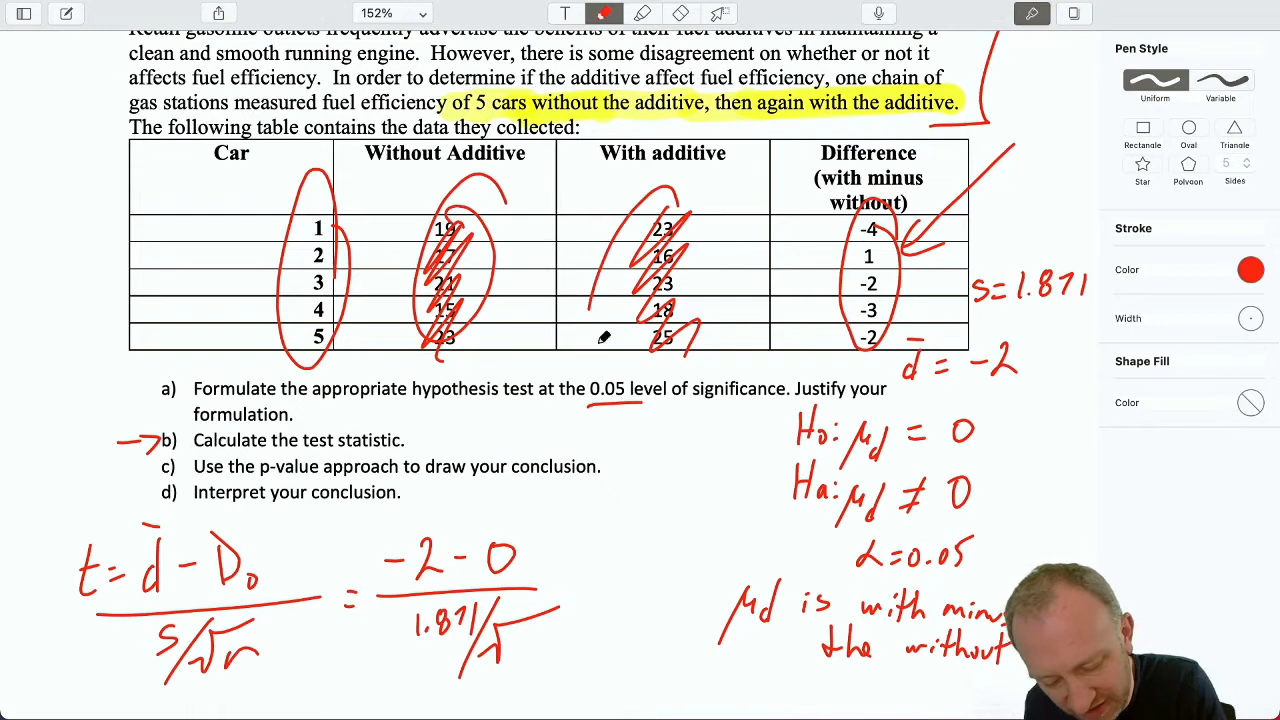 152%
T
Retail gasoline outlets frequently advertise the benefits of their fuel additives in maintaining a
clean and smooth running engine. However, there is some disagreement on whether or not it
affects fuel efficiency. In order to determine if the additive affect fuel efficiency, one chain of
gas stations measured fuel efficiency of 5 cars without the additive, then again with the additive.
The following table contains the data they collected:
Car Without Additive With additive Difference (with minus without)
1 19 23 -4
2 17 16 1
3 21 23 -2
4 15 18 -3
5 23 25 -2
s=1.871
d̄ = -2
a) Formulate the appropriate hypothesis test at the 0.05 level of significance. Justify your
formulation.
b) Calculate the test statistic.
c) Use the p-value approach to draw your conclusion.
d) Interpret your conclusion.
Ho: μd = 0
Ha: μd ≠ 0
α=0.05
μd is with
the without
t= d̄ - D₀ / s/√n = -2-0 / 1.871/√
Pen Style
Uniform Variable
Rectangle Oval Triangle
Star Polygon 5 Sides
Stroke
Color
Width
Shape Fill
Color